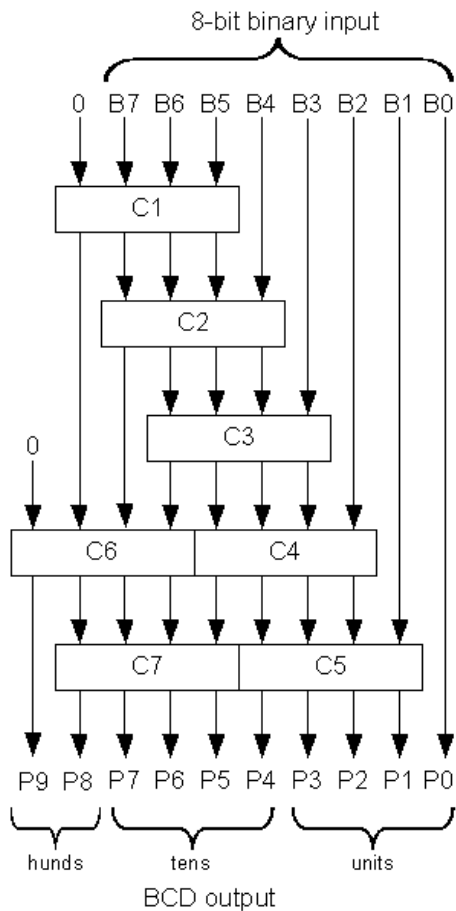 8-bit binary input
0 B7 B6 B5 B4 B3 B2 B1 B0
C1
C2
C3
0
C6 C4
C7 C5
P9 P8 P7 P6 P5 P4 P3 P2 P1 P0
hunds tens units
BCD output